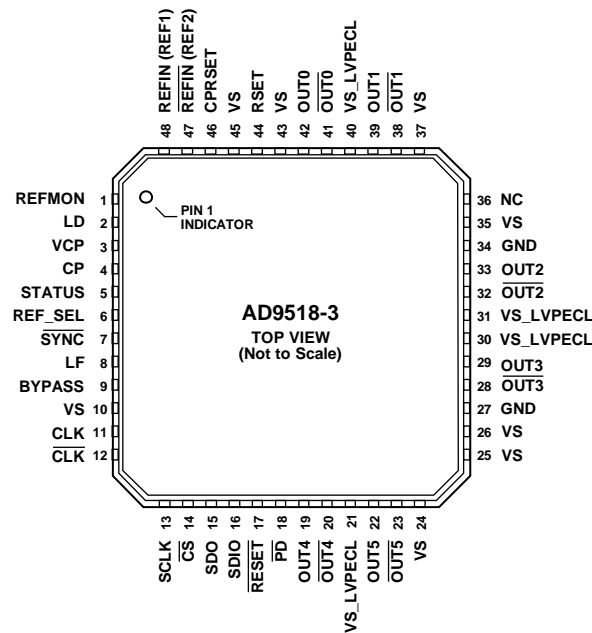 REFIN (REF1)
REFIN (REF2)
CPRSET
VS
RSET
VS
OUT0
OUT0
VS_LVPECL
OUT1
OUT1
VS
48
47
46
45
44
43
42
41
40
39
38
37
REFMON 1
LD 2
VCP 3
CP 4
STATUS 5
REF_SEL 6
SYNC 7
LF 8
BYPASS 9
VS 10
CLK 11
CLK 12
PIN 1
INDICATOR
AD9518-3
TOP VIEW
(Not to Scale)
36 NC
35 VS
34 GND
33 OUT2
32 OUT2
31 VS_LVPECL
30 VS_LVPECL
29 OUT3
28 OUT3
27 GND
26 VS
25 VS
13
14
15
16
17
18
19
20
21
22
23
24
SCLK
CS
SDO
SDIO
RESET
PD
OUT4
OUT4
VS_LVPECL
OUT5
OUT5
VS